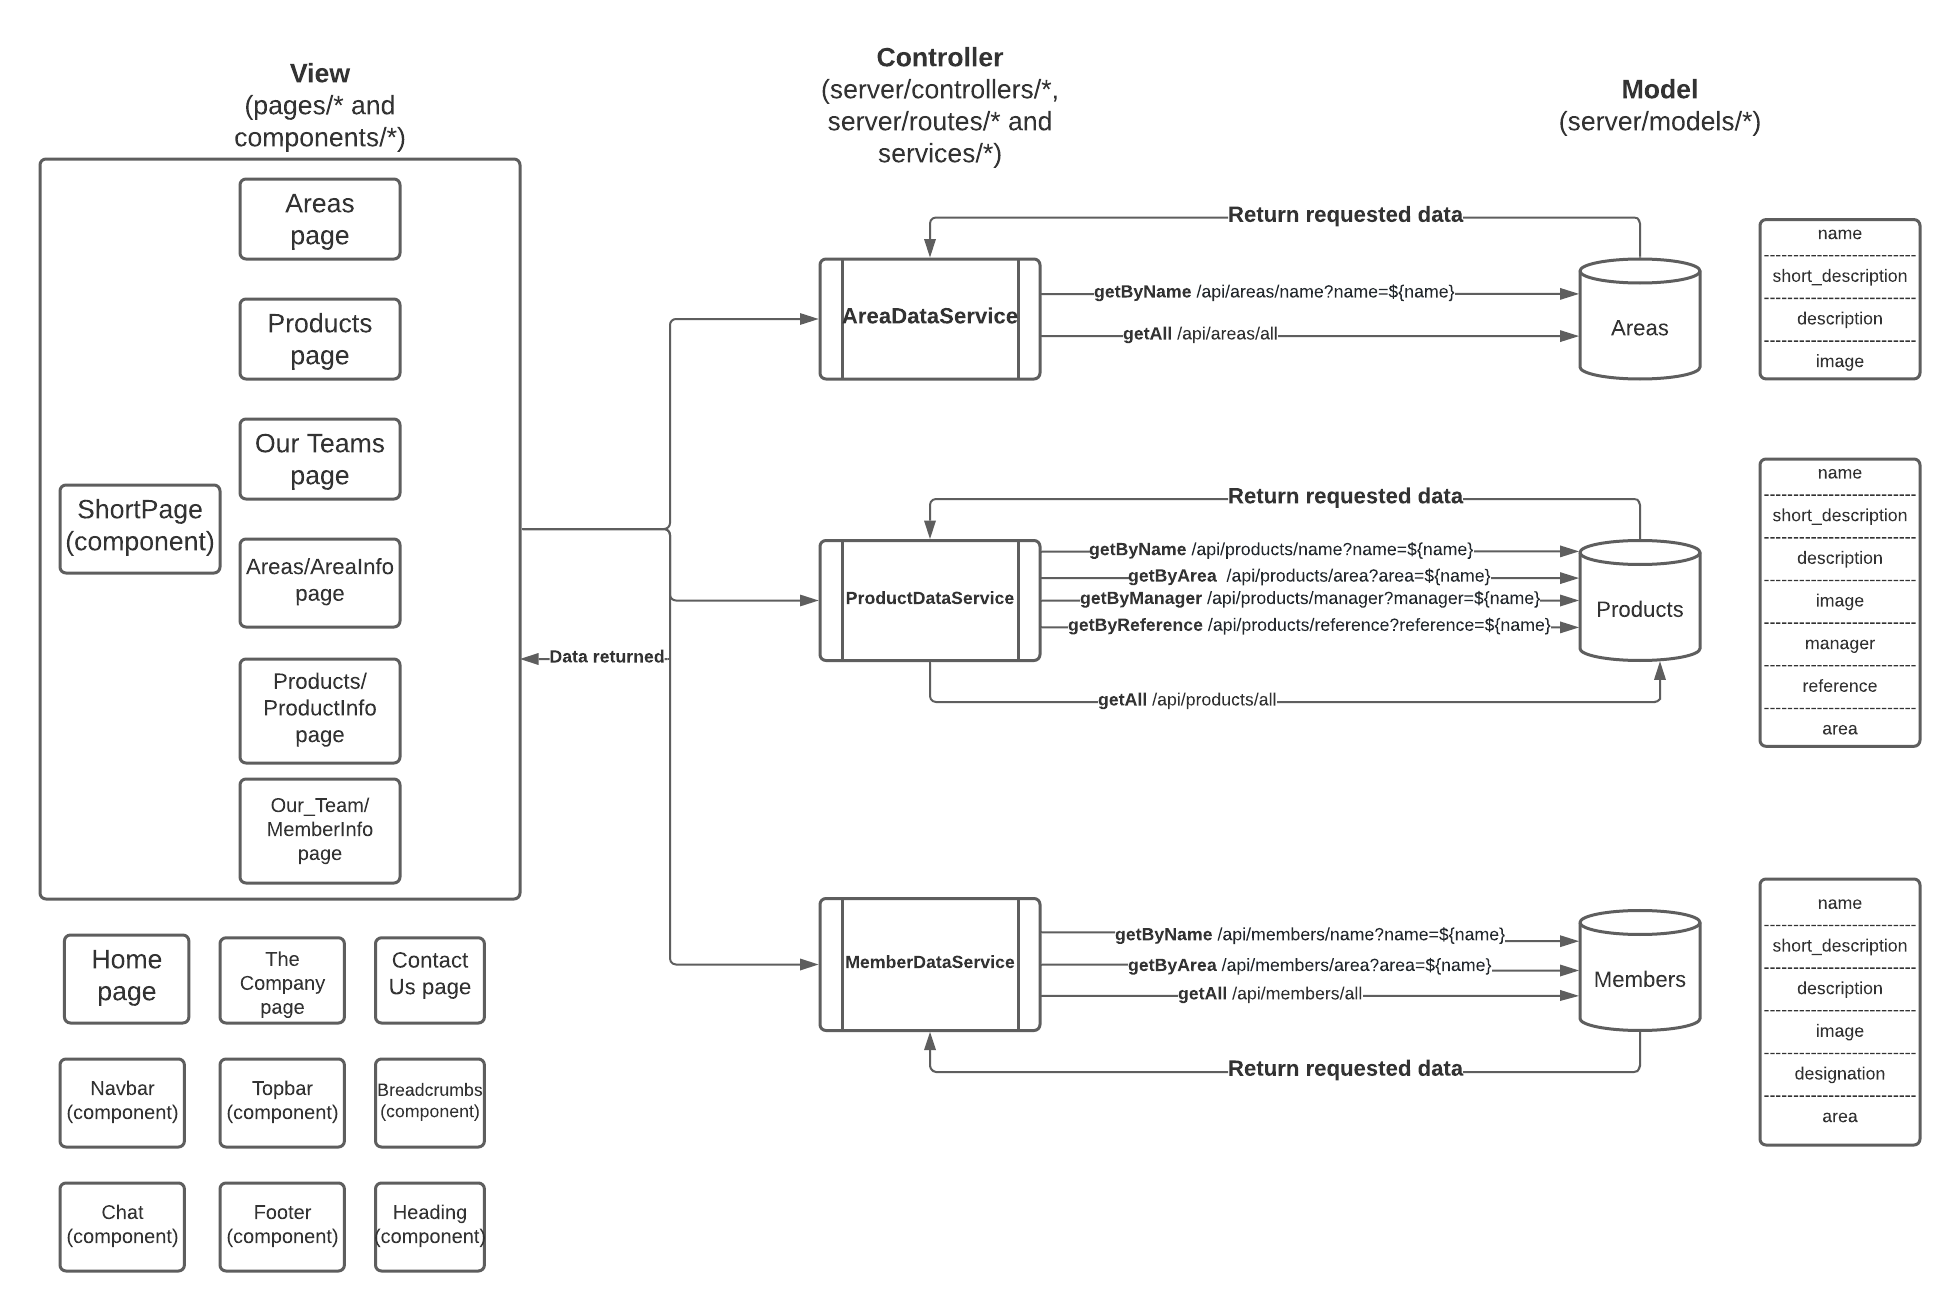 View
(pages/* and
components/*)
Areas
page
Products
page
Our Teams
page
ShortPage
(component)
Areas/AreaInfo
page
Products/
ProductInfo
page
Our_Team/
MemberInfo
page
Home
page
The
Company
page
Contact
Us page
Navbar
(component)
Topbar
(component)
Breadcrumbs
(component)
Chat
(component)
Footer
(component)
Heading
(component)
Data returned
Controller
(server/controllers/*,
server/routes/* and
services/*)
Return requested data
AreaDataService
getByName /api/areas/name?name=${name}
getAll /api/areas/all
Return requested data
ProductDataService
getByName /api/products/name?name=${name}
getByArea /api/products/area?area=${name}
getByManager /api/products/manager?manager=${name}
getByReference /api/products/reference?reference=${name}
getAll /api/products/all
MemberDataService
getByName /api/members/name?name=${name}
getByArea /api/members/area?area=${name}
getAll /api/members/all
Return requested data
Model
(server/models/*)
Areas
name
short_description
description
image
Products
name
short_description
description
image
manager
reference
area
Members
name
short_description
description
image
designation
area